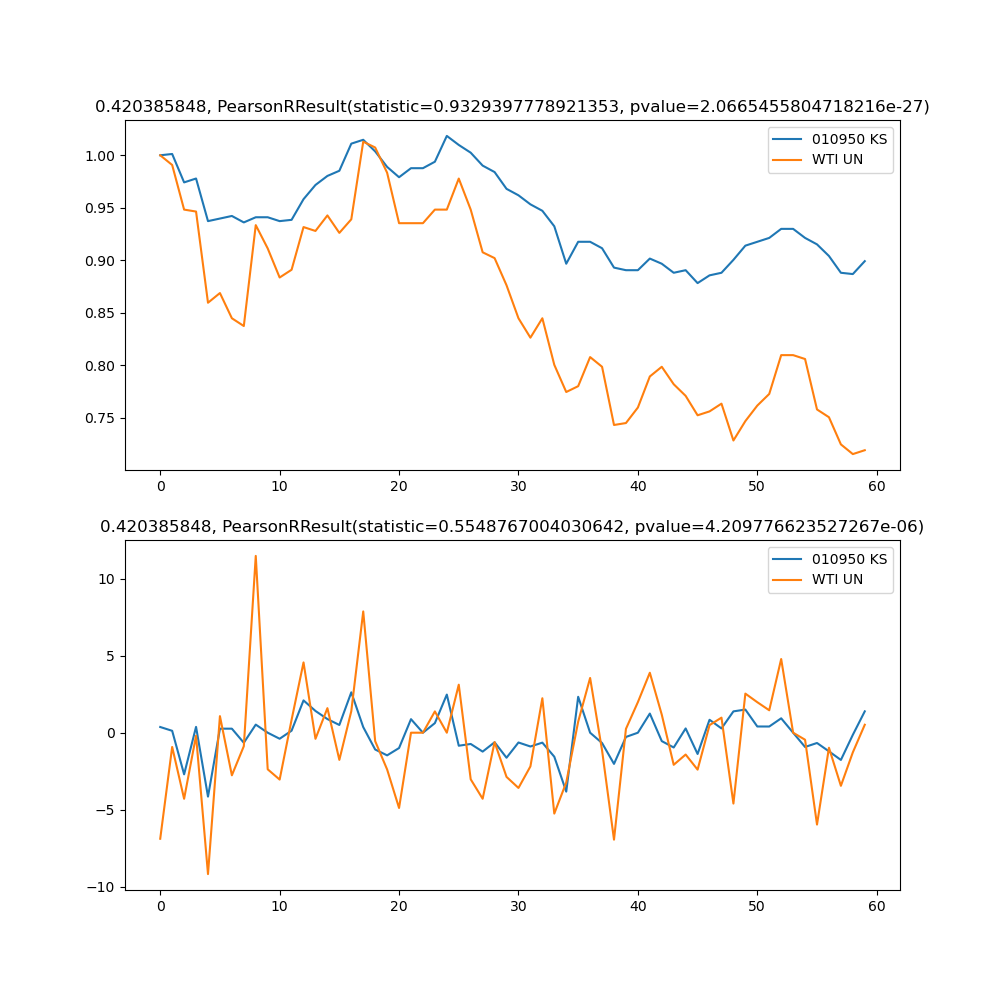 0.420385848, PearsonRResult(statistic=0.9329397778921353, pvalue=2.0665455804718216e-27)
010950 KS
WTI UN
1.00
0.95
0.90
0.85
0.80
0.75
0 10 20 30 40 50 60
0.420385848, PearsonRResult(statistic=0.5548767004030642, pvalue=4.209776623527267e-06)
010950 KS
WTI UN
10
5
0
−5
−10
0 10 20 30 40 50 60